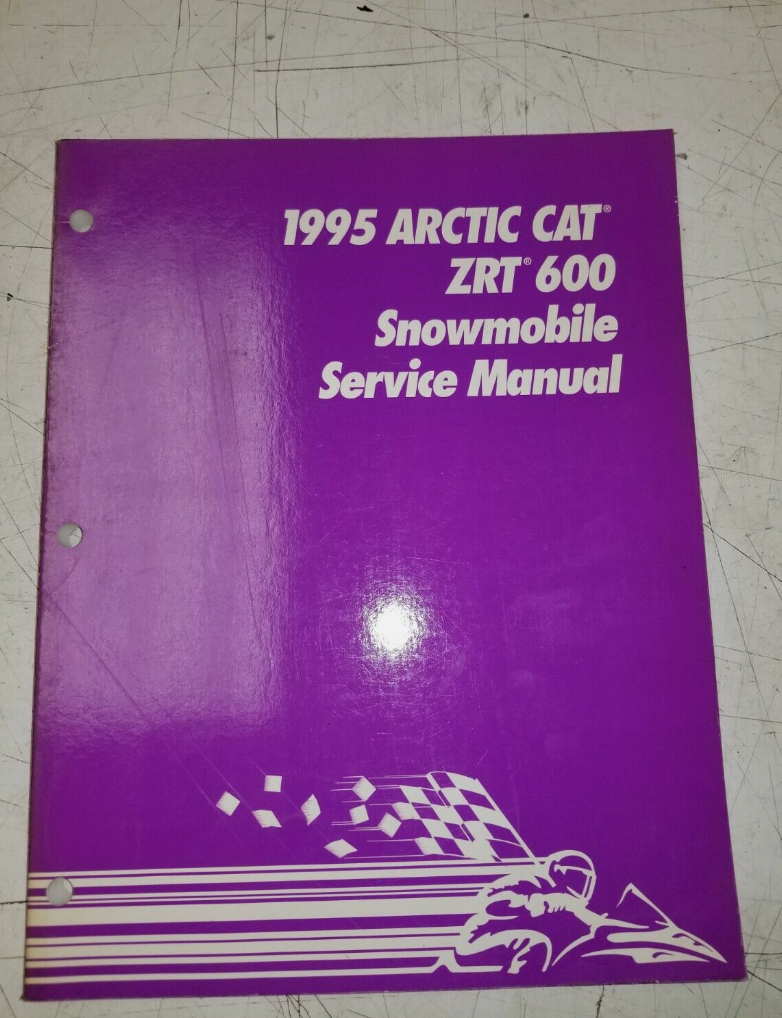 1995 ARCTIC CAT®
ZRT® 600
Snowmobile
Service Manual